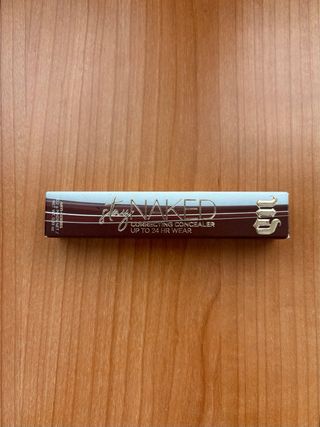 stay NAKED
CORRECTING CONCEALER
UP TO 24 HR WEAR
UD